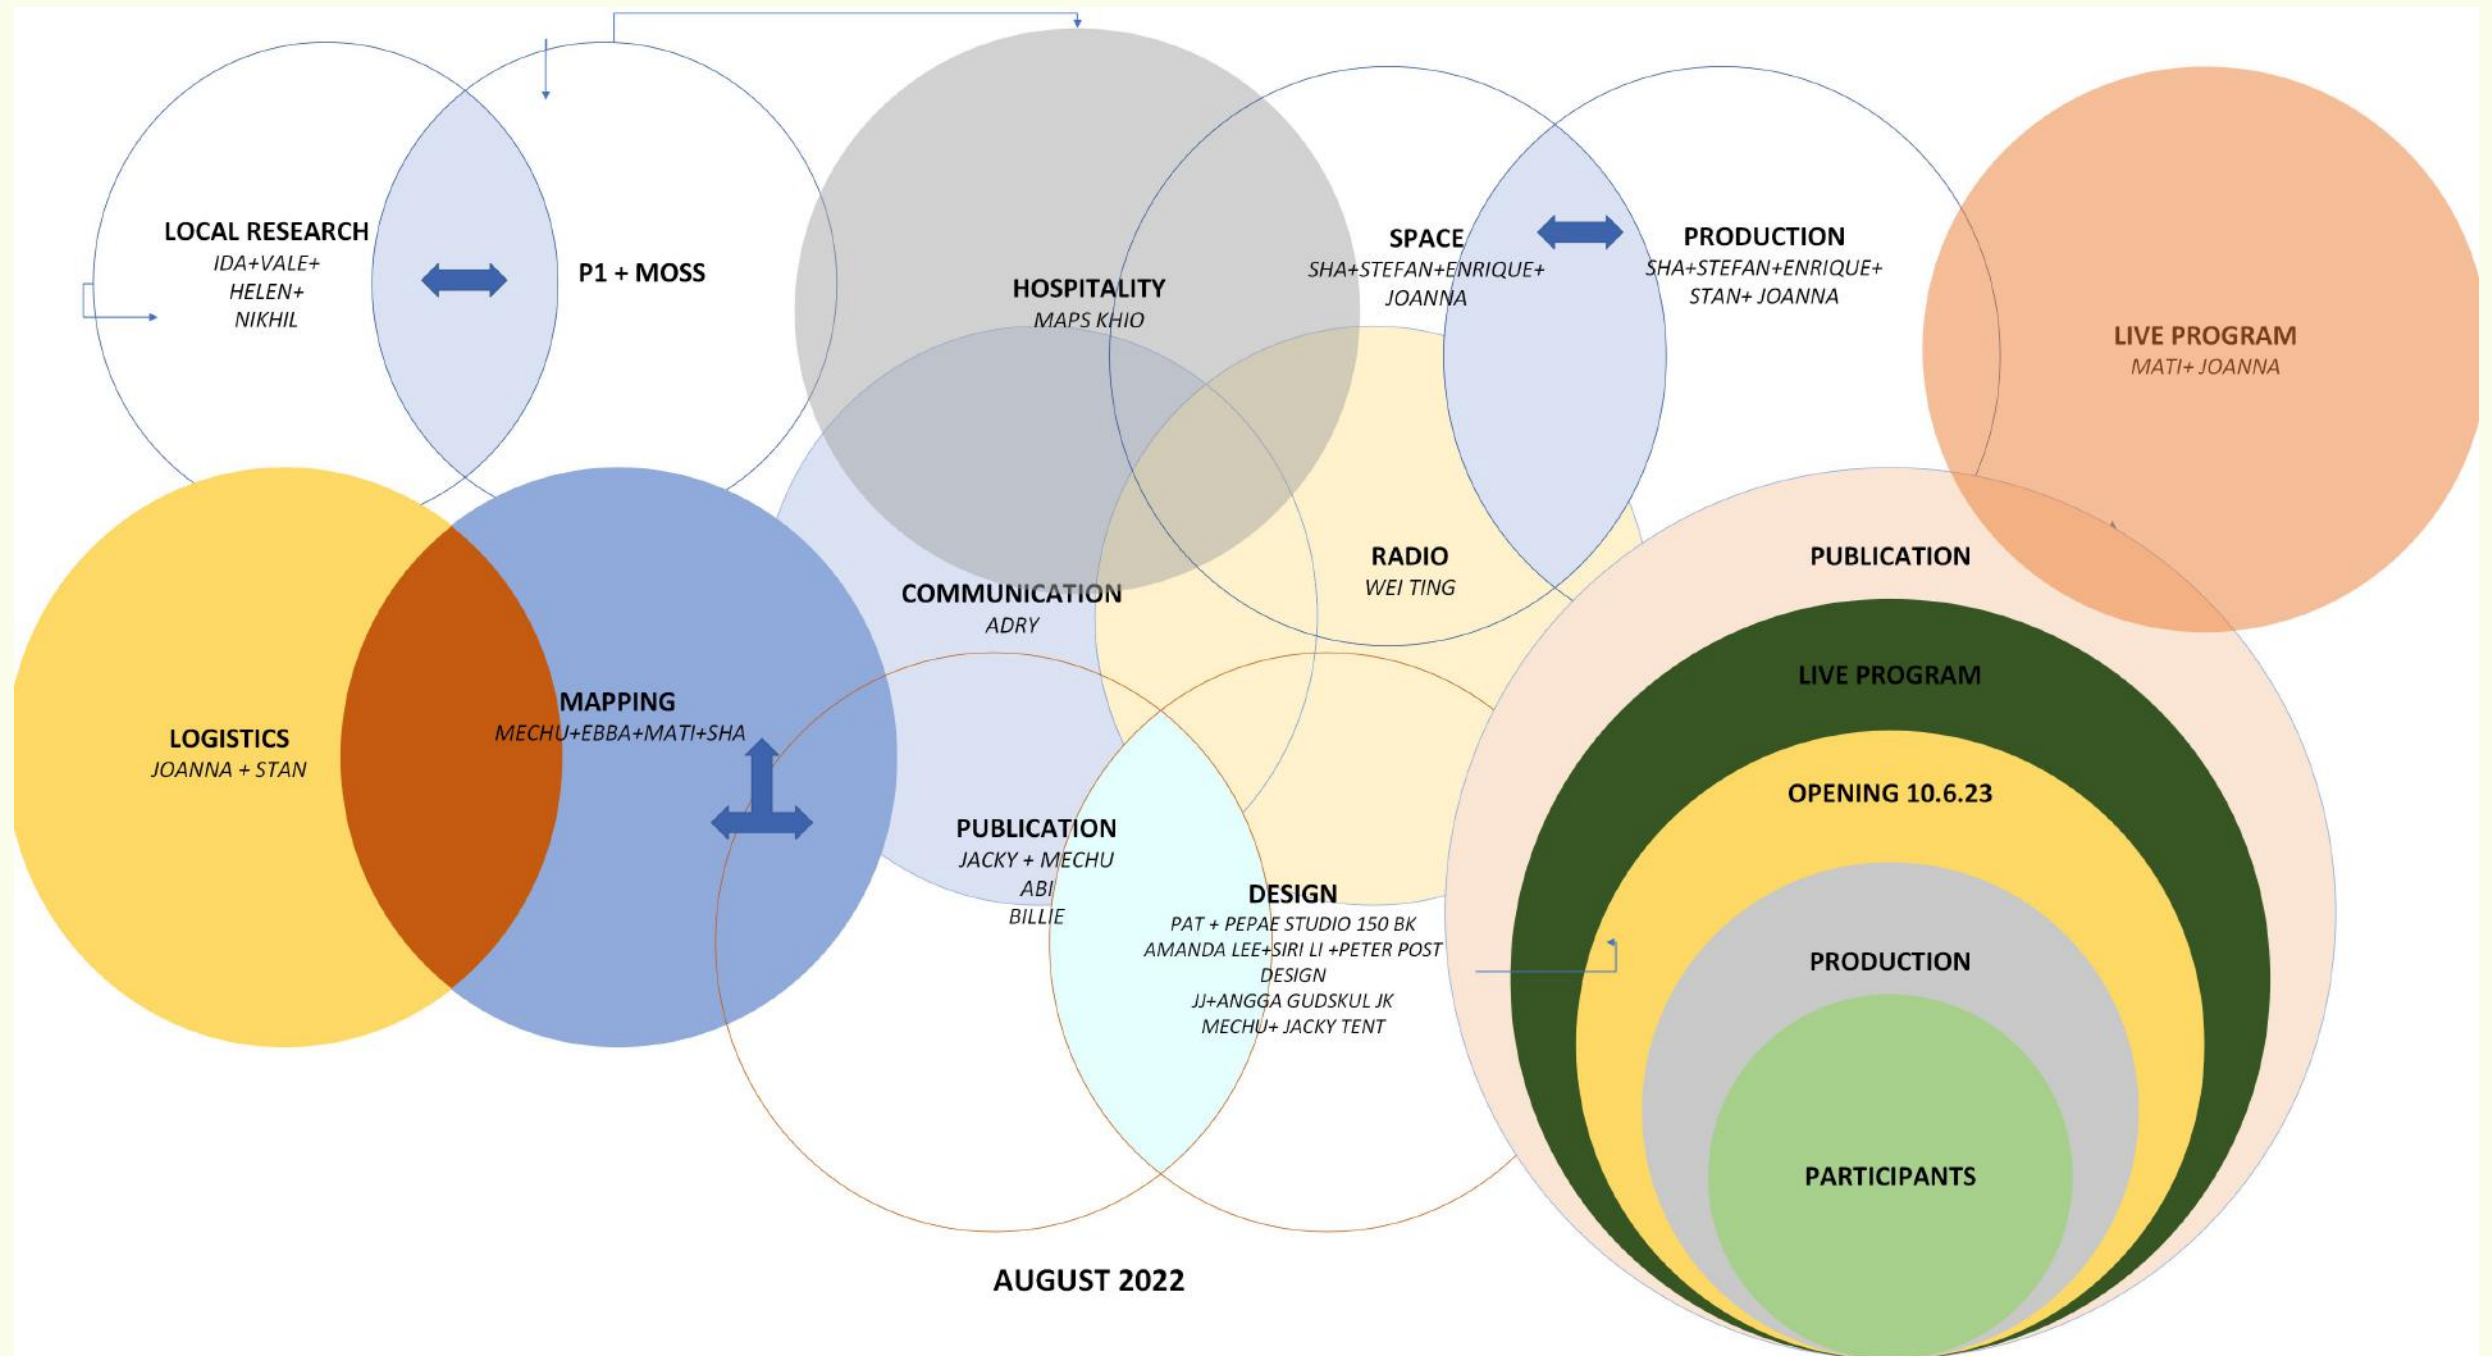 LOCAL RESEARCH
IDA+VALE+
HELEN+
NIKHIL
P1 + MOSS
HOSPITALITY
MAPS KHIO
SPACE
SHA+STEFAN+ENRIQUE+
JOANNA
PRODUCTION
SHA+STEFAN+ENRIQUE+
STAN+ JOANNA
LIVE PROGRAM
MATI+ JOANNA
LOGISTICS
JOANNA + STAN
MAPPING
MECHU+EBBA+MATI+SHA
COMMUNICATION
ADRY
RADIO
WEI TING
PUBLICATION
JACKY + MECHU
ABI
BILLIE
DESIGN
PAT + PEPAE STUDIO 150 BK
AMANDA LEE+SIRI LI +PETER POST
DESIGN
JJ+ANGGA GUDSKUL JK
MECHU+ JACKY TENT
PUBLICATION
LIVE PROGRAM
OPENING 10.6.23
PRODUCTION
PARTICIPANTS
AUGUST 2022